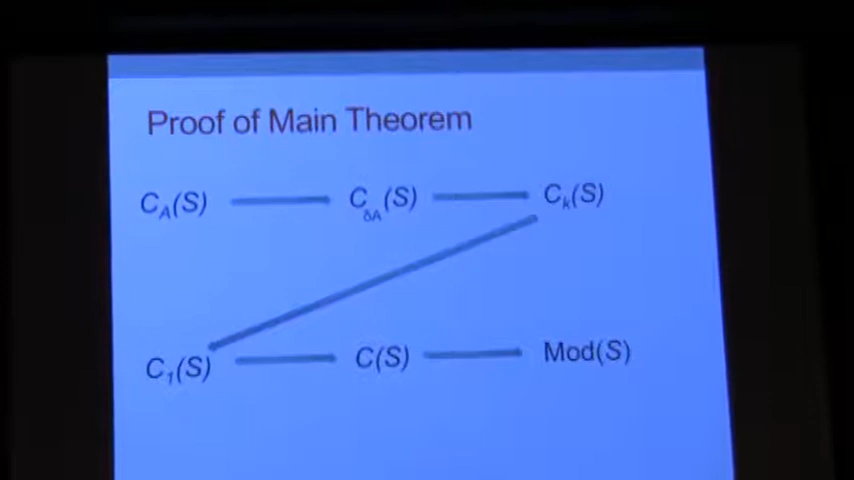 Proof of Main Theorem
C_A(S) C_δA(S) C_k(S)
C_1(S) C(S) Mod(S)